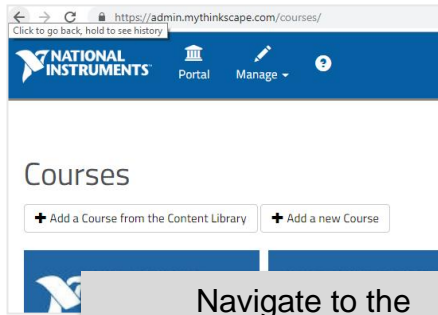 https://admin.mythinkscape.com/courses/
Click to go back, hold to see history
NATIONAL INSTRUMENTS
Portal
Manage
?
Courses
+ Add a Course from the Content Library
+ Add a new Course
Navigate to the